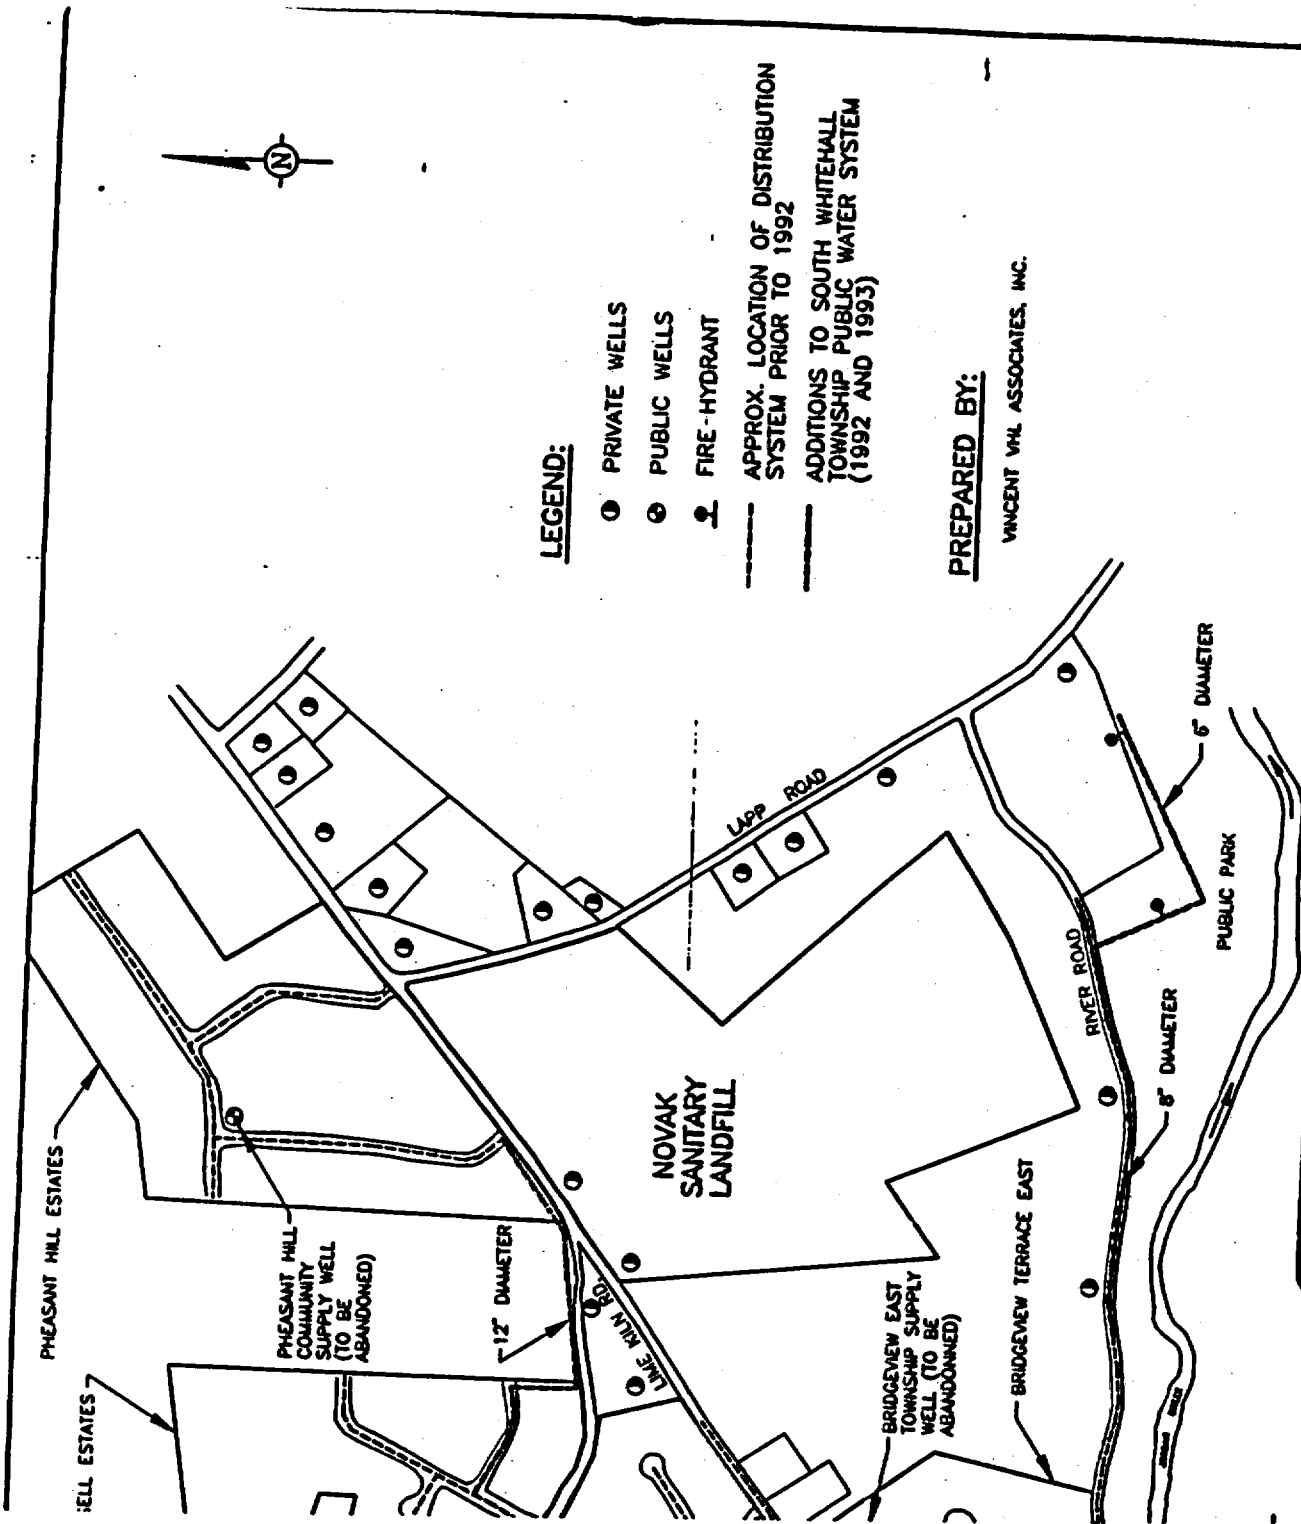 N
LEGEND:
PRIVATE WELLS
PUBLIC WELLS
FIRE-HYDRANT
APPROX. LOCATION OF DISTRIBUTION
SYSTEM PRIOR TO 1992
ADDITIONS TO SOUTH WHITEHALL
TOWNSHIP PUBLIC WATER SYSTEM
(1992 AND 1993)
PREPARED BY:
VINCENT VHL ASSOCIATES, INC.
PHEASANT HILL ESTATES
ELL ESTATES
PHEASANT HILL
COMMUNITY
SUPPLY WELL
(TO BE
ABANDONED)
12" DIAMETER
LIME KILN RD.
NOVAK
SANITARY
LANDFILL
LAPP ROAD
RIVER ROAD
6" DIAMETER
PUBLIC PARK
8" DIAMETER
BRIDGEVIEW EAST
TOWNSHIP SUPPLY
WELL (TO BE
ABANDONNED)
BRIDGEVIEW TERRACE EAST